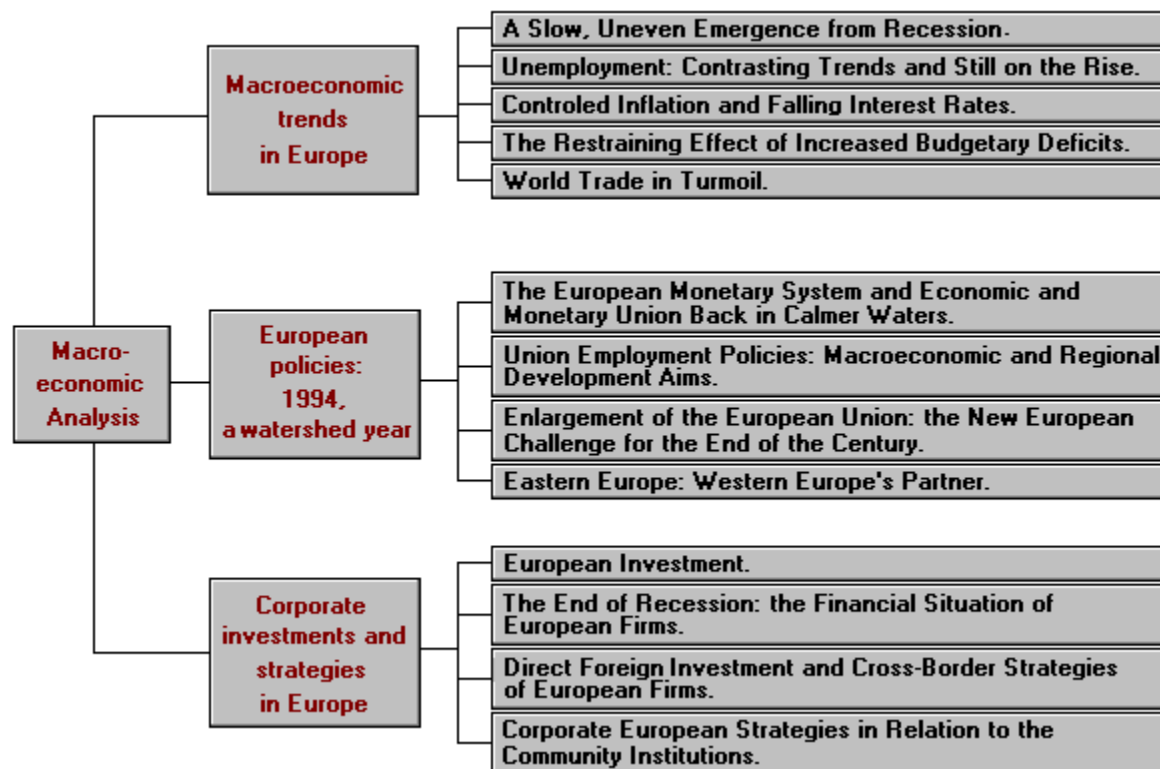 Macro-
economic
Analysis
Macroeconomic
trends
in Europe
A Slow, Uneven Emergence from Recession.
Unemployment: Contrasting Trends and Still on the Rise.
Controled Inflation and Falling Interest Rates.
The Restraining Effect of Increased Budgetary Deficits.
World Trade in Turmoil.
European
policies:
1994,
a watershed year
The European Monetary System and Economic and
Monetary Union Back in Calmer Waters.
Union Employment Policies: Macroeconomic and Regional
Development Aims.
Enlargement of the European Union: the New European
Challenge for the End of the Century.
Eastern Europe: Western Europe's Partner.
Corporate
investments and
strategies
in Europe
European Investment.
The End of Recession: the Financial Situation of
European Firms.
Direct Foreign Investment and Cross-Border Strategies
of European Firms.
Corporate European Strategies in Relation to the
Community Institutions.